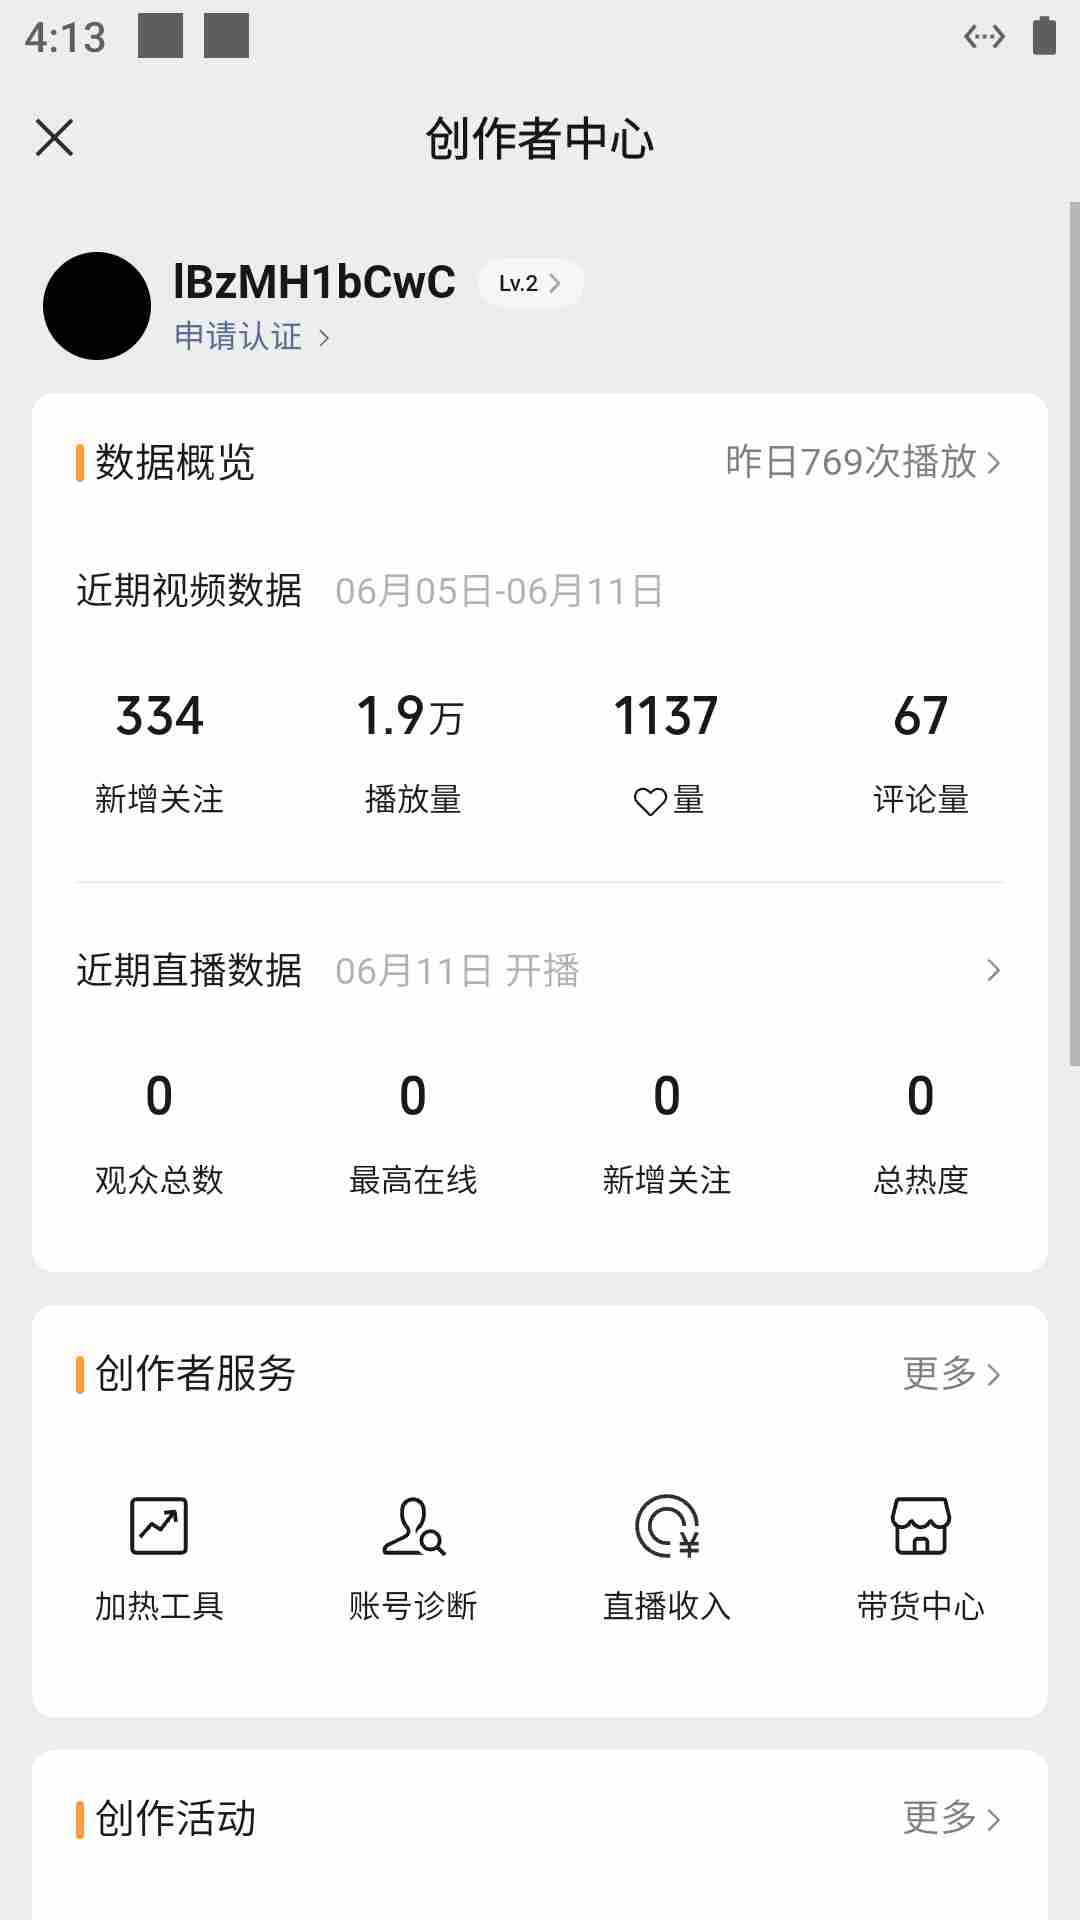 4:13
创作者中心
lBzMH1bCwC Lv.2
申请认证
数据概览 昨日769次播放
近期视频数据 06月05日-06月11日
334 1.9万 1137 67
新增关注 播放量 ♡量 评论量
近期直播数据 06月11日 开播
0 0 0 0
观众总数 最高在线 新增关注 总热度
创作者服务 更多
加热工具 账号诊断 直播收入 带货中心
创作活动 更多